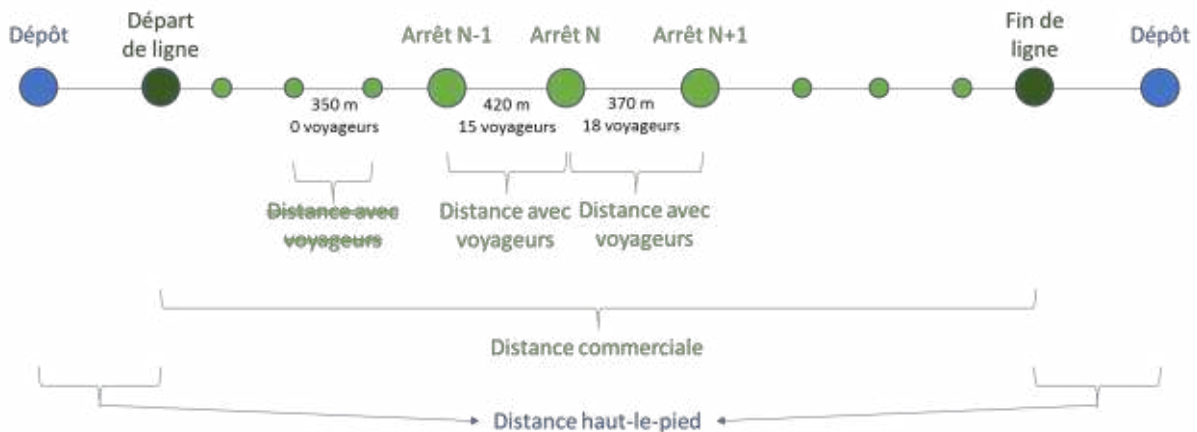 Dépôt
Départ
de ligne
Arrêt N-1
Arrêt N
Arrêt N+1
Fin de
ligne
Dépôt
350 m
0 voyageurs
420 m
15 voyageurs
370 m
18 voyageurs
Distance avec
voyageurs
Distance avec
voyageurs
Distance avec
voyageurs
Distance commerciale
Distance haut-le-pied